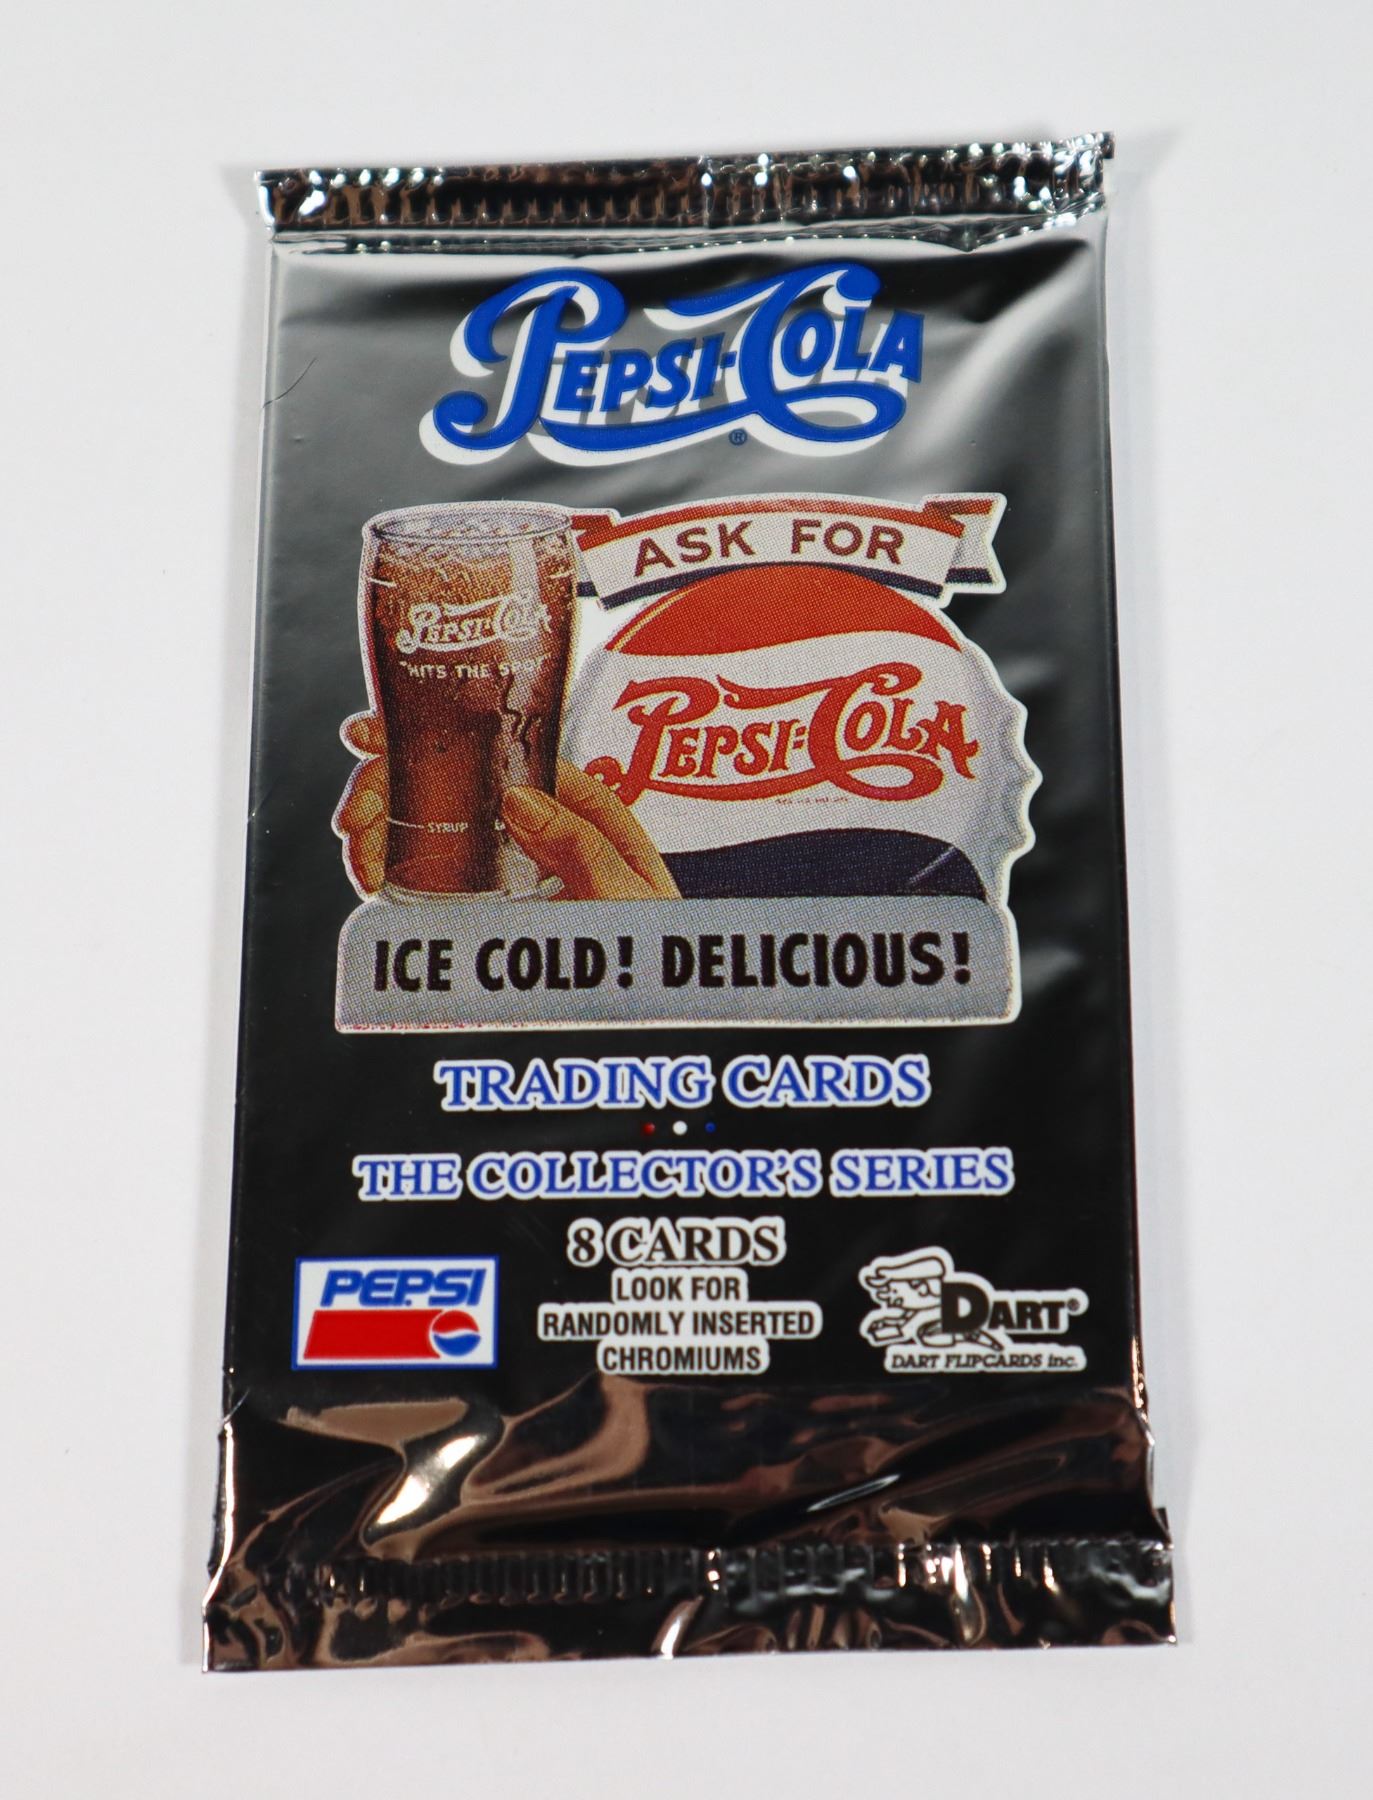 PEPSI-COLA
®
ASK FOR
PEPSI-COLA
"HITS THE SPOT"
PEPSI-COLA
SYRUP
ICE COLD! DELICIOUS!
TRADING CARDS
THE COLLECTOR'S SERIES
8 CARDS
LOOK FOR
RANDOMLY INSERTED
CHROMIUMS
PEPSI
DART®
DART FLIPCARDS Inc.